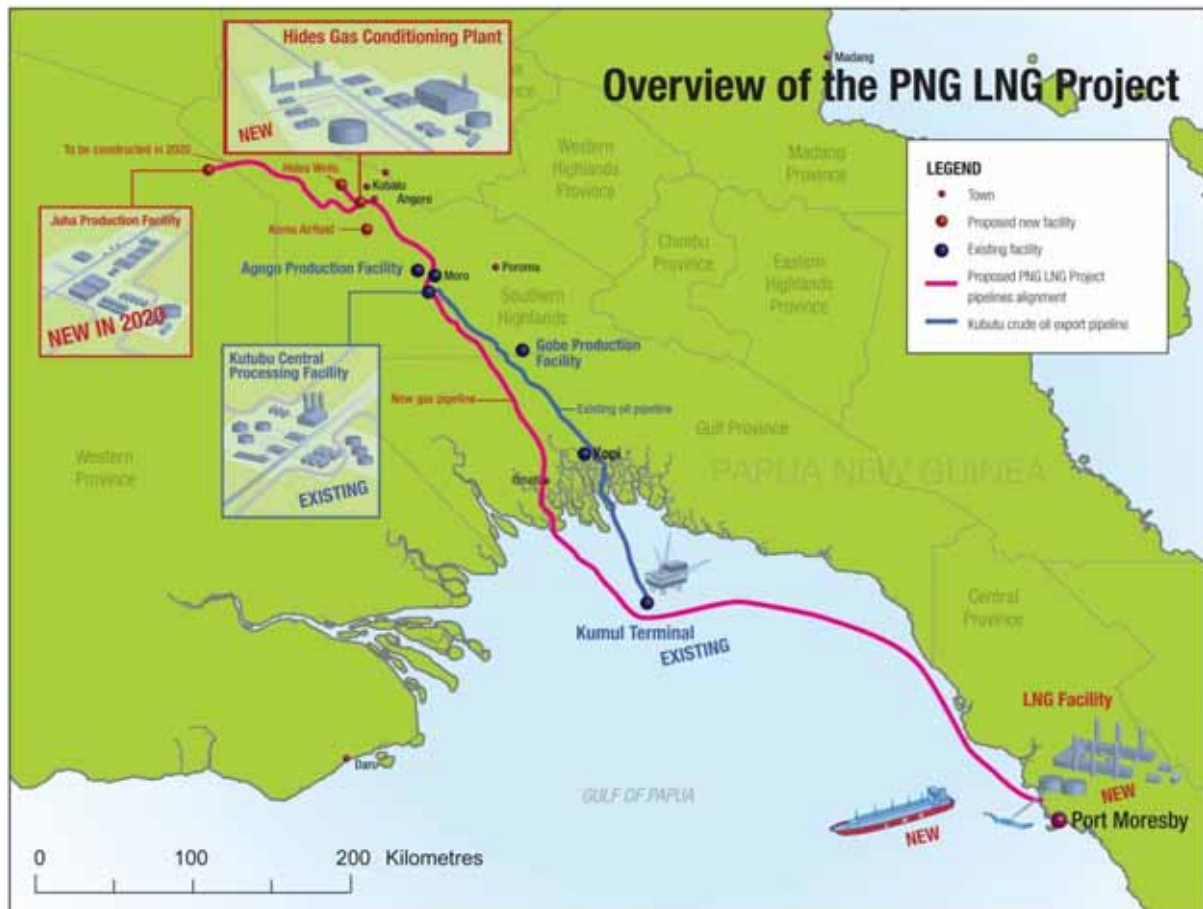 Hides Gas Conditioning Plant
NEW
Overview of the PNG LNG Project
Madang
To be constructed in 2020
Hides Wells
Kobalu
Angore
Juha Production Facility
NEW IN 2020
Komo Airfield
Agogo Production Facility
Moro
Poroma
Southern
Highlands
Western
Highlands
Province
Madang
Province
Chimbu
Province
Eastern
Highlands
Province
LEGEND
Town
Proposed new facility
Existing facility
Proposed PNG LNG Project
pipelines alignment
Kubutu crude oil export pipeline
Kutubu Central
Processing Facility
EXISTING
Gobe Production
Facility
New gas pipeline
Existing oil pipeline
Gulf Province
PAPUA NEW GUINEA
Western
Province
Kopi
Kumul Terminal
EXISTING
Central
Province
LNG Facility
NEW
Port Moresby
NEW
Daru
GULF OF PAPUA
0 100 200 Kilometres